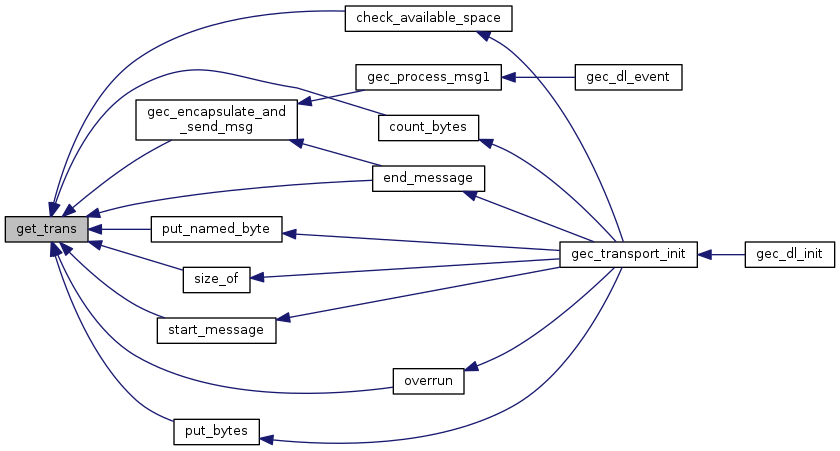 check_available_space
gec_process_msg1
gec_dl_event
gec_encapsulate_and
_send_msg
count_bytes
end_message
get_trans
put_named_byte
gec_transport_init
gec_dl_init
size_of
start_message
overrun
put_bytes